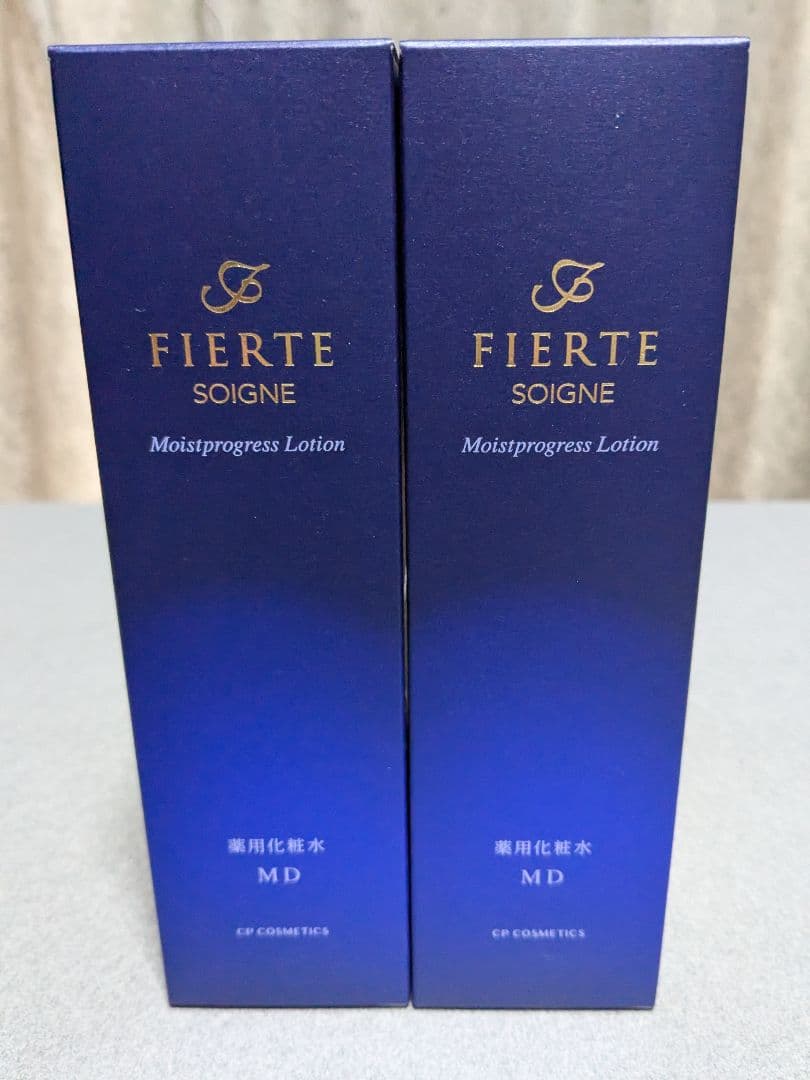 FIERTE
SOIGNE
Moistprogress Lotion
薬用化粧水
MD
CP COSMETICS
FIERTE
SOIGNE
Moistprogress Lotion
薬用化粧水
MD
CP COSMETICS